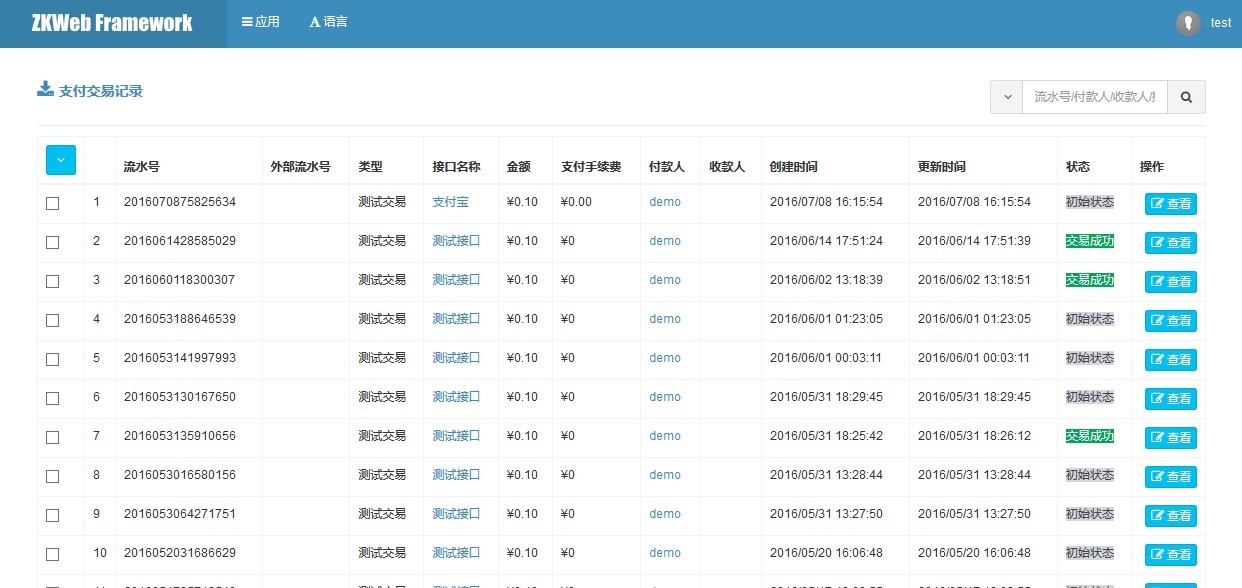 ZKWeb Framework 应用 语言 test
支付交易记录
流水号/付款人/收款人/
流水号 外部流水号 类型 接口名称 金额 支付手续费 付款人 收款人 创建时间 更新时间 状态 操作
1 2016070875825634 测试交易 支付宝 ¥0.10 ¥0.00 demo 2016/07/08 16:15:54 2016/07/08 16:15:54 初始状态 查看
2 2016061428585029 测试交易 测试接口 ¥0.10 ¥0 demo 2016/06/14 17:51:24 2016/06/14 17:51:39 交易成功 查看
3 2016060118300307 测试交易 测试接口 ¥0.10 ¥0 demo 2016/06/02 13:18:39 2016/06/02 13:18:51 交易成功 查看
4 2016053188646539 测试交易 测试接口 ¥0.10 ¥0 demo 2016/06/01 01:23:05 2016/06/01 01:23:05 初始状态 查看
5 2016053141997993 测试交易 测试接口 ¥0.10 ¥0 demo 2016/06/01 00:03:11 2016/06/01 00:03:11 初始状态 查看
6 2016053130167650 测试交易 测试接口 ¥0.10 ¥0 demo 2016/05/31 18:29:45 2016/05/31 18:29:45 初始状态 查看
7 2016053135910656 测试交易 测试接口 ¥0.10 ¥0 demo 2016/05/31 18:25:42 2016/05/31 18:26:12 交易成功 查看
8 2016053016580156 测试交易 测试接口 ¥0.10 ¥0 demo 2016/05/31 13:28:44 2016/05/31 13:28:44 初始状态 查看
9 2016053064271751 测试交易 测试接口 ¥0.10 ¥0 demo 2016/05/31 13:27:50 2016/05/31 13:27:50 初始状态 查看
10 2016052031686629 测试交易 测试接口 ¥0.10 ¥0 demo 2016/05/20 16:06:48 2016/05/20 16:06:48 初始状态 查看